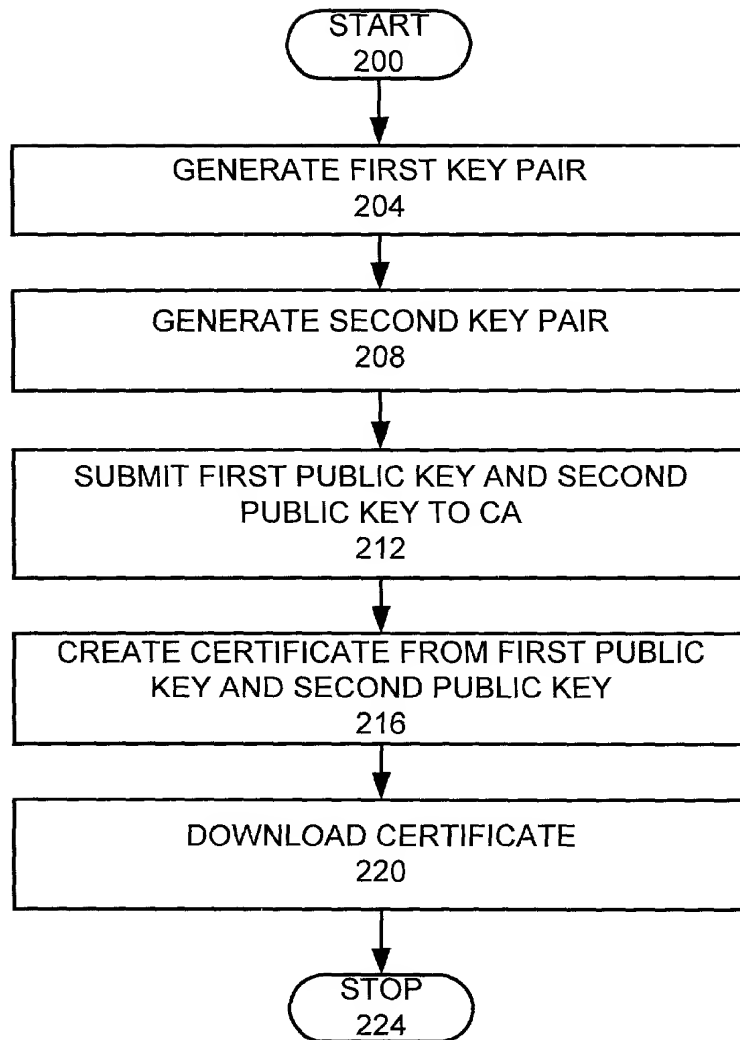 START
200
GENERATE FIRST KEY PAIR
204
GENERATE SECOND KEY PAIR
208
SUBMIT FIRST PUBLIC KEY AND SECOND
PUBLIC KEY TO CA
212
CREATE CERTIFICATE FROM FIRST PUBLIC
KEY AND SECOND PUBLIC KEY
216
DOWNLOAD CERTIFICATE
220
STOP
224